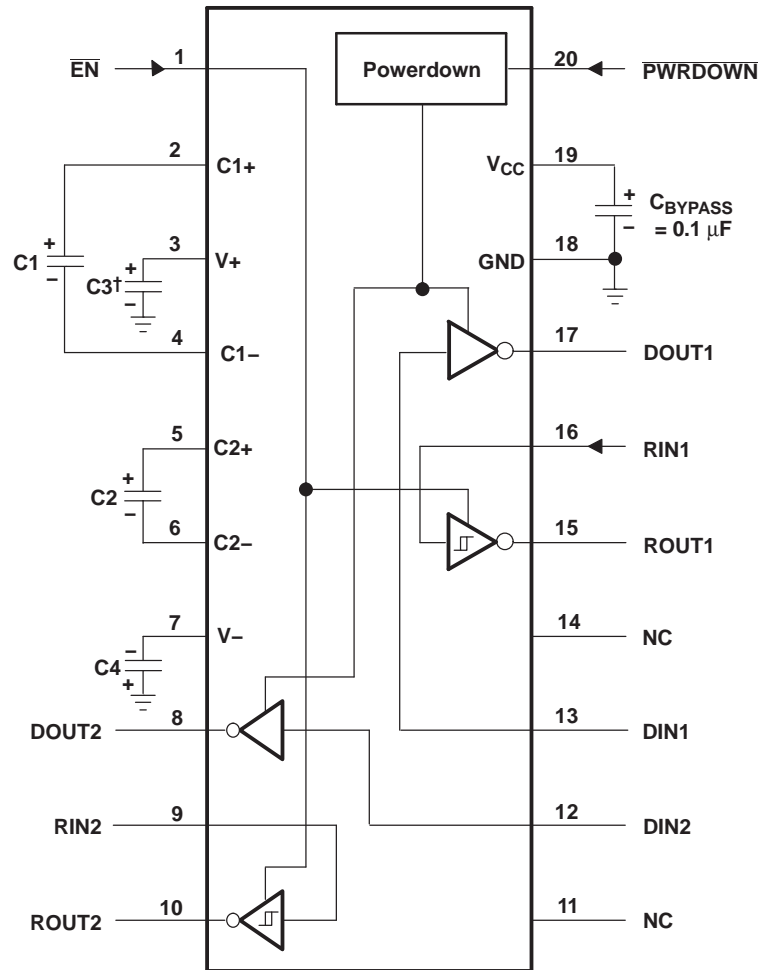 EN 1 Powerdown 20 PWRDOWN
2 C1+ VCC 19
+ CBYPASS
− = 0.1 µF
C1 + −
3 V+
C3† + −
GND 18
4 C1−
17 DOUT1
5 C2+
16 RIN1
C2 + −
6 C2−
15 ROUT1
7 V−
14 NC
C4 − +
DOUT2 8
13 DIN1
RIN2 9
12 DIN2
ROUT2 10
11 NC